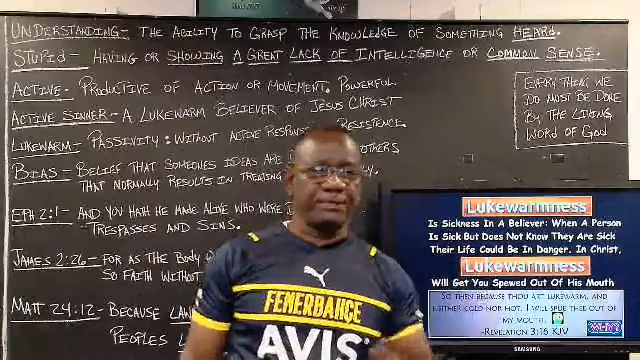 UNDERSTANDING: THE ABILITY TO GRASP THE KNOWLEDGE OF SOMETHING HEARD.
STUPID- HAVING OR SHOWING A GREAT LACK OF INTELLIGENCE OR COMMON SENSE.
ACTIVE- PRODUCTIVE OF ACTION OR MOVEMENT. POWERFUL
ACTIVE SINNER- A LUKEWARM BELIEVER OF JESUS CHRIST
LUKEWARM- PASSIVITY: WITHOUT ACTIVE RESISTENCE.
BIAS- BELIEF THAT SOMEONES IDEAS ARE OTHERS
THAT NORMALLY RESULTS IN TREATING
EPH 2:1- AND YOU HATH HE MADE ALIVE WHO WERE
TRESPASSES AND SINS.
JAMES 2:26- FOR AS THE BODY
SO FAITH WITHOUT
MATT 24:12- BECAUSE
PEOPLES
EVERYTHING WE
DO MUST BE DONE
BY THE LIVING
WORD OF GOD
Lukewarmness
Is Sickness In A Believer: When A Person
Is Sick But Does Not Know They Are Sick
Their Life Could Be In Danger. In Christ,
Lukewarmness
Will Get You Spewed Out Of His Mouth
So then because thou art lukewarm, and
neither cold nor hot, I will spue thee out of
my mouth.
-Revelation 3:16 KJV
SAMSUNG
PUMA
FENERBAHCE
AVIS